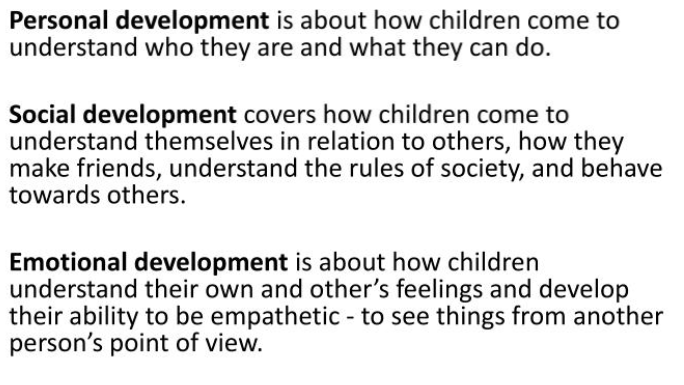 Personal development is about how children come to
understand who they are and what they can do.
Social development covers how children come to
understand themselves in relation to others, how they
make friends, understand the rules of society, and behave
towards others.
Emotional development is about how children
understand their own and other’s feelings and develop
their ability to be empathetic - to see things from another
person’s point of view.